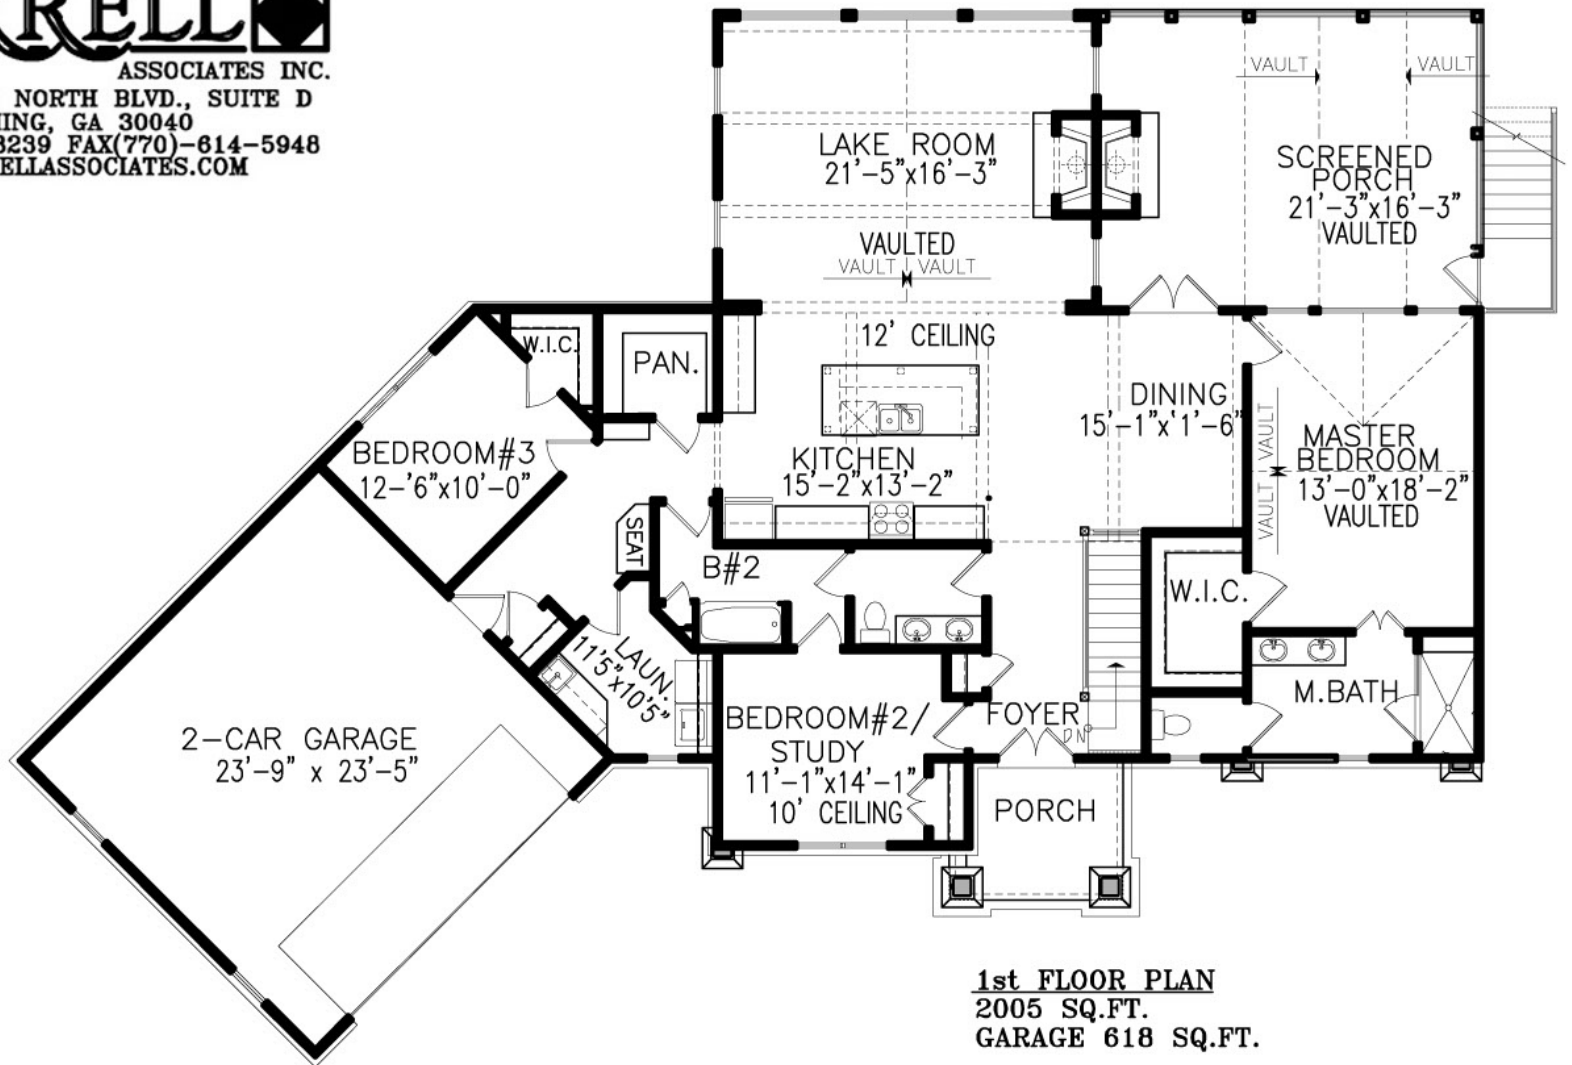 RELL
ASSOCIATES INC.
NORTH BLVD., SUITE D
ING, GA 30040
3239 FAX(770)-614-5948
ELLASSOCIATES.COM
LAKE ROOM
21'-5"x16'-3"
VAULTED
VAULT VAULT
VAULT VAULT
SCREENED
PORCH
21'-3"x16'-3"
VAULTED
12' CEILING
W.I.C.
PAN.
BEDROOM#3
12-'6"x10'-0"
KITCHEN
15'-2"x13'-2"
DINING
15'-1"x'1'-6"
VAULT
VAULT
MASTER
BEDROOM
13'-0"x18'-2"
VAULTED
SEAT
B#2
W.I.C.
LAUN.
11'5"x10'5"
M.BATH
2-CAR GARAGE
23'-9" x 23'-5"
BEDROOM#2/
STUDY
11'-1"x14'-1"
10' CEILING
FOYER
DN
PORCH
1st FLOOR PLAN
2005 SQ.FT.
GARAGE 618 SQ.FT.